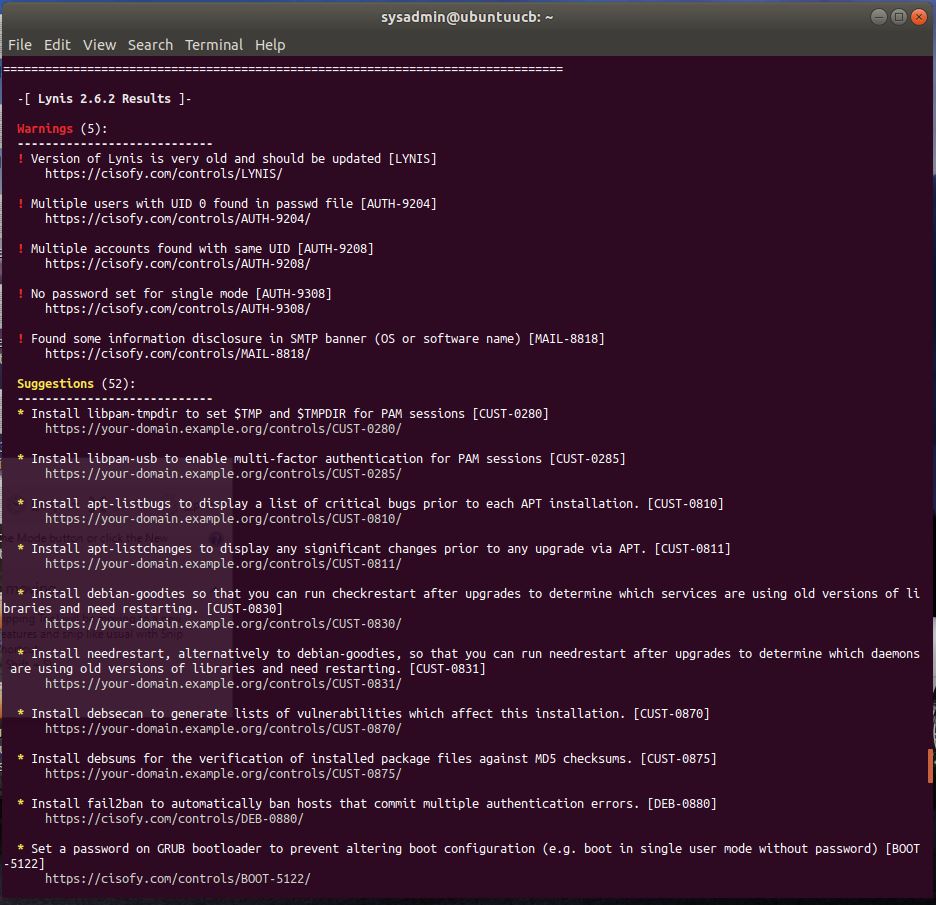 sysadmin@ubuntuucb: ~
File Edit View Search Terminal Help
================================================================================
-[ Lynis 2.6.2 Results ]-
Warnings (5):
----------------------------
! Version of Lynis is very old and should be updated [LYNIS]
https://cisofy.com/controls/LYNIS/
! Multiple users with UID 0 found in passwd file [AUTH-9204]
https://cisofy.com/controls/AUTH-9204/
! Multiple accounts found with same UID [AUTH-9208]
https://cisofy.com/controls/AUTH-9208/
! No password set for single mode [AUTH-9308]
https://cisofy.com/controls/AUTH-9308/
! Found some information disclosure in SMTP banner (OS or software name) [MAIL-8818]
https://cisofy.com/controls/MAIL-8818/
Suggestions (52):
----------------------------
* Install libpam-tmpdir to set $TMP and $TMPDIR for PAM sessions [CUST-0280]
https://your-domain.example.org/controls/CUST-0280/
* Install libpam-usb to enable multi-factor authentication for PAM sessions [CUST-0285]
https://your-domain.example.org/controls/CUST-0285/
* Install apt-listbugs to display a list of critical bugs prior to each APT installation. [CUST-0810]
https://your-domain.example.org/controls/CUST-0810/
* Install apt-listchanges to display any significant changes prior to any upgrade via APT. [CUST-0811]
https://your-domain.example.org/controls/CUST-0811/
* Install debian-goodies so that you can run checkrestart after upgrades to determine which services are using old versions of li
braries and need restarting. [CUST-0830]
https://your-domain.example.org/controls/CUST-0830/
* Install needrestart, alternatively to debian-goodies, so that you can run needrestart after upgrades to determine which daemons
are using old versions of libraries and need restarting. [CUST-0831]
https://your-domain.example.org/controls/CUST-0831/
* Install debsecan to generate lists of vulnerabilities which affect this installation. [CUST-0870]
https://your-domain.example.org/controls/CUST-0870/
* Install debsums for the verification of installed package files against MD5 checksums. [CUST-0875]
https://your-domain.example.org/controls/CUST-0875/
* Install fail2ban to automatically ban hosts that commit multiple authentication errors. [DEB-0880]
https://cisofy.com/controls/DEB-0880/
* Set a password on GRUB bootloader to prevent altering boot configuration (e.g. boot in single user mode without password) [BOOT
-5122]
https://cisofy.com/controls/BOOT-5122/